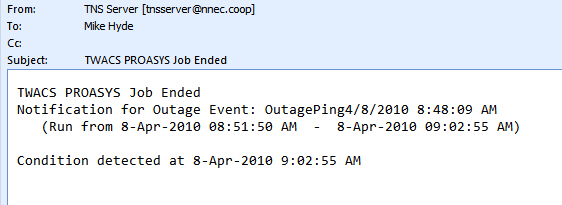 From: TNS Server [tnsserver@nnec.coop]
To: Mike Hyde
Cc:
Subject: TWACS PROASYS Job Ended
TWACS PROASYS Job Ended
Notification for Outage Event: OutagePing4/8/2010 8:48:09 AM
(Run from 8-Apr-2010 08:51:50 AM - 8-Apr-2010 09:02:55 AM)
Condition detected at 8-Apr-2010 9:02:55 AM